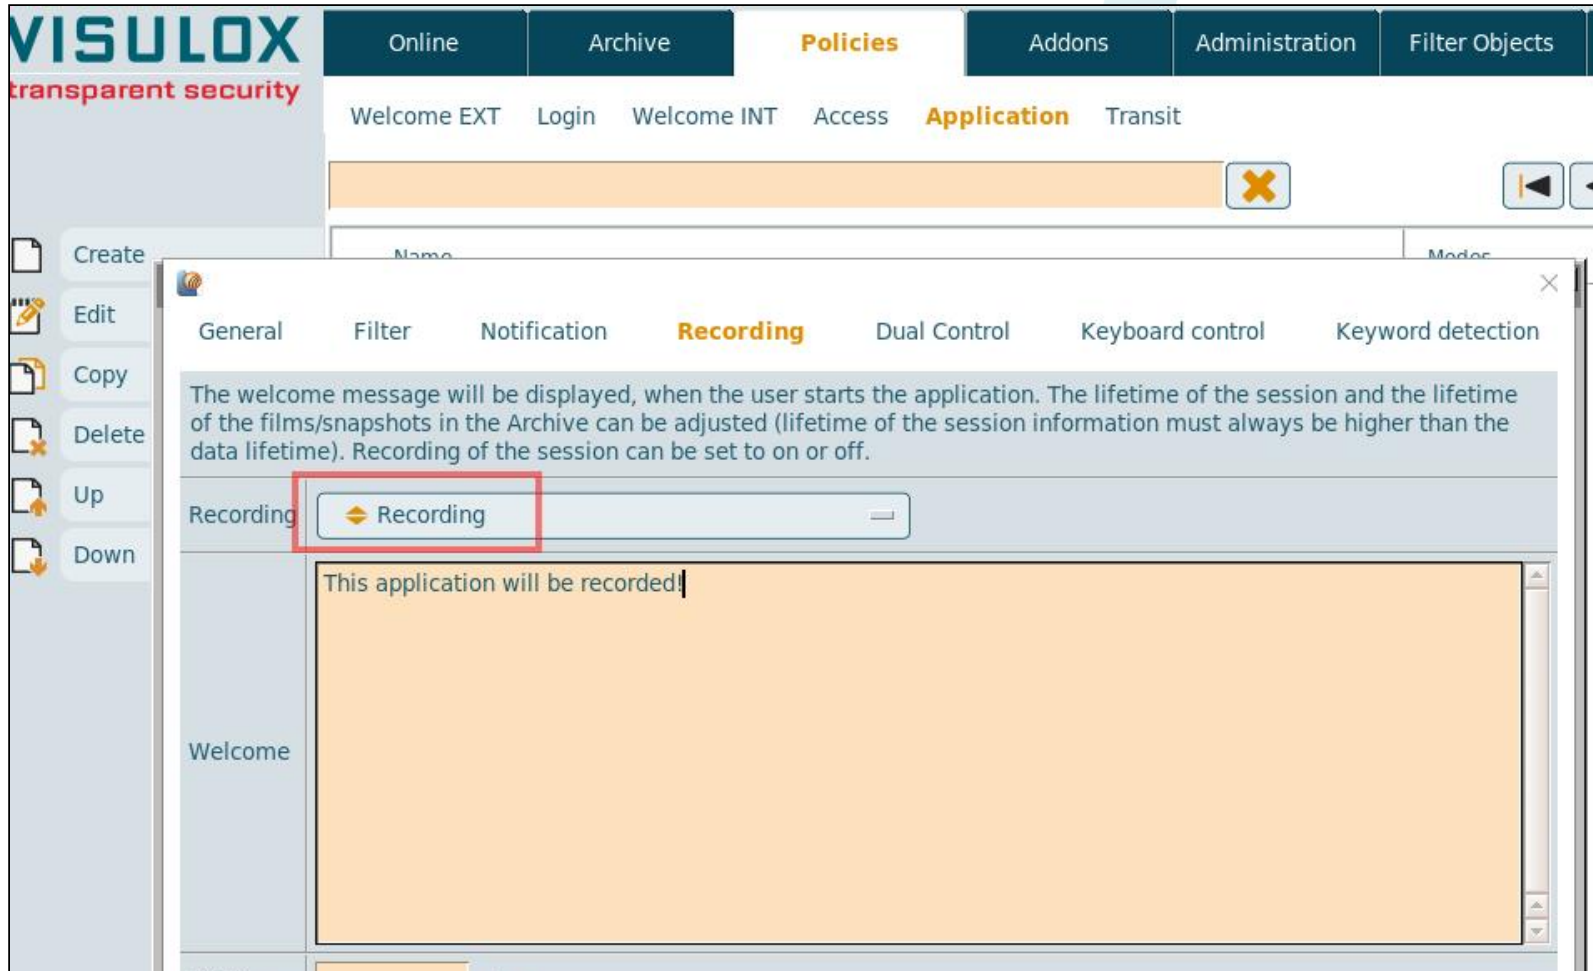 VISULOX
transparent security
Online Archive Policies Addons Administration Filter Objects
Welcome EXT Login Welcome INT Access Application Transit
Create
Name Modes
Edit
General Filter Notification Recording Dual Control Keyboard control Keyword detection
Copy
The welcome message will be displayed, when the user starts the application. The lifetime of the session and the lifetime
of the films/snapshots in the Archive can be adjusted (lifetime of the session information must always be higher than the
data lifetime). Recording of the session can be set to on or off.
Delete
Up
Recording Recording
Down
This application will be recorded!
Welcome